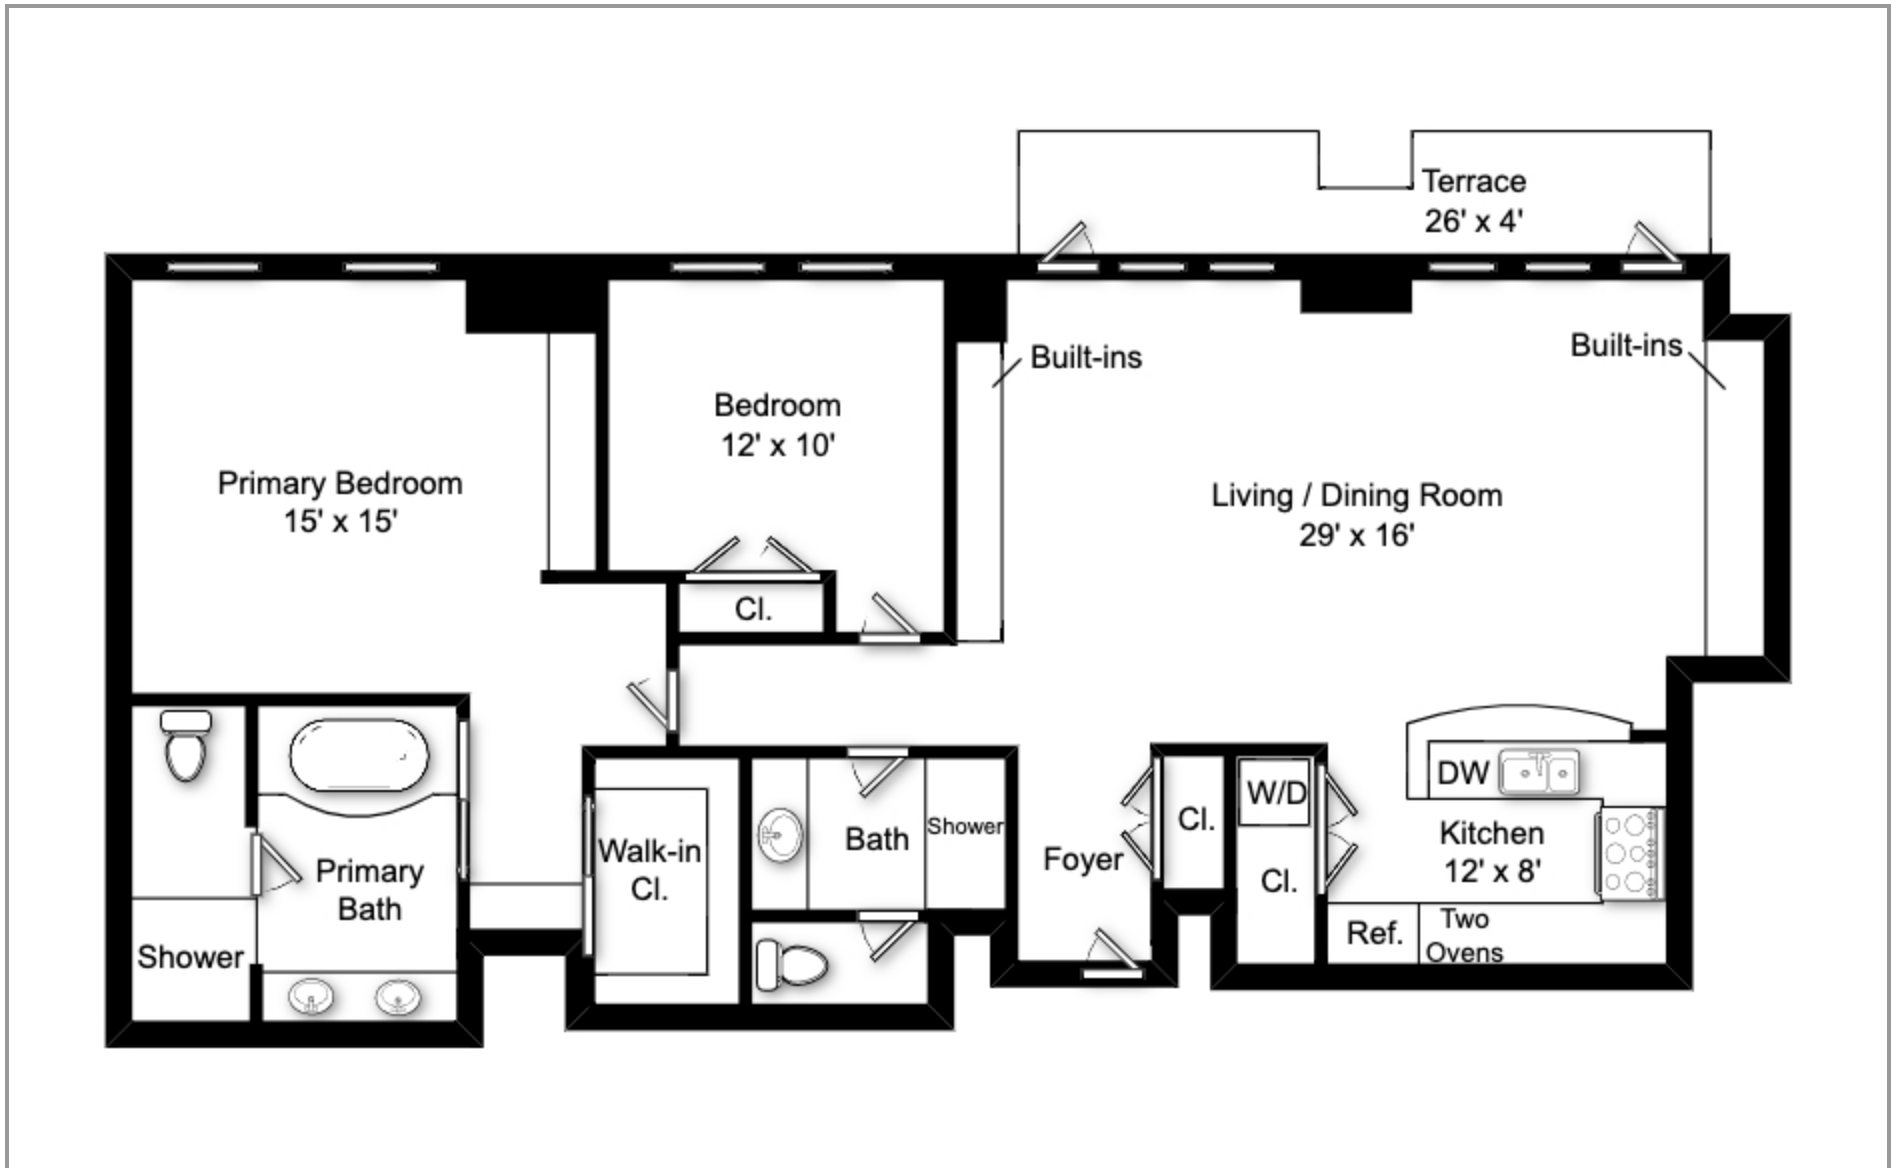 Terrace
26' x 4'
Built-ins
Built-ins
Bedroom
12' x 10'
Primary Bedroom
15' x 15'
Living / Dining Room
29' x 16'
Cl.
DW
W/D
Cl.
Shower
Bath
Kitchen
12' x 8'
Walk-in
Cl.
Foyer
Primary
Bath
Cl.
Ref.
Two
Ovens
Shower